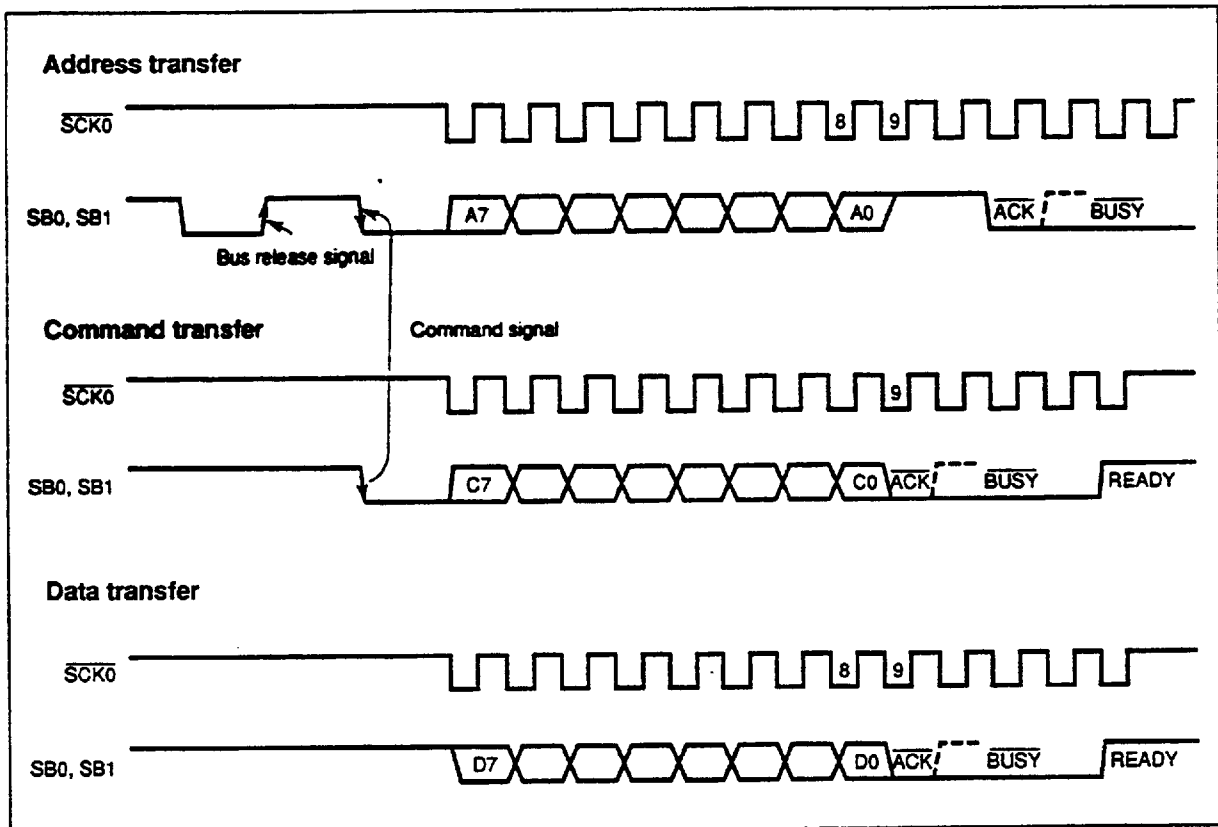 Address transfer
SCK0
8 9
SB0, SB1
A7 A0 ACK BUSY
Bus release signal
Command transfer
Command signal
SCK0
9
SB0, SB1
C7 C0 ACK BUSY READY
Data transfer
SCK0
8 9
SB0, SB1
D7 D0 ACK BUSY READY